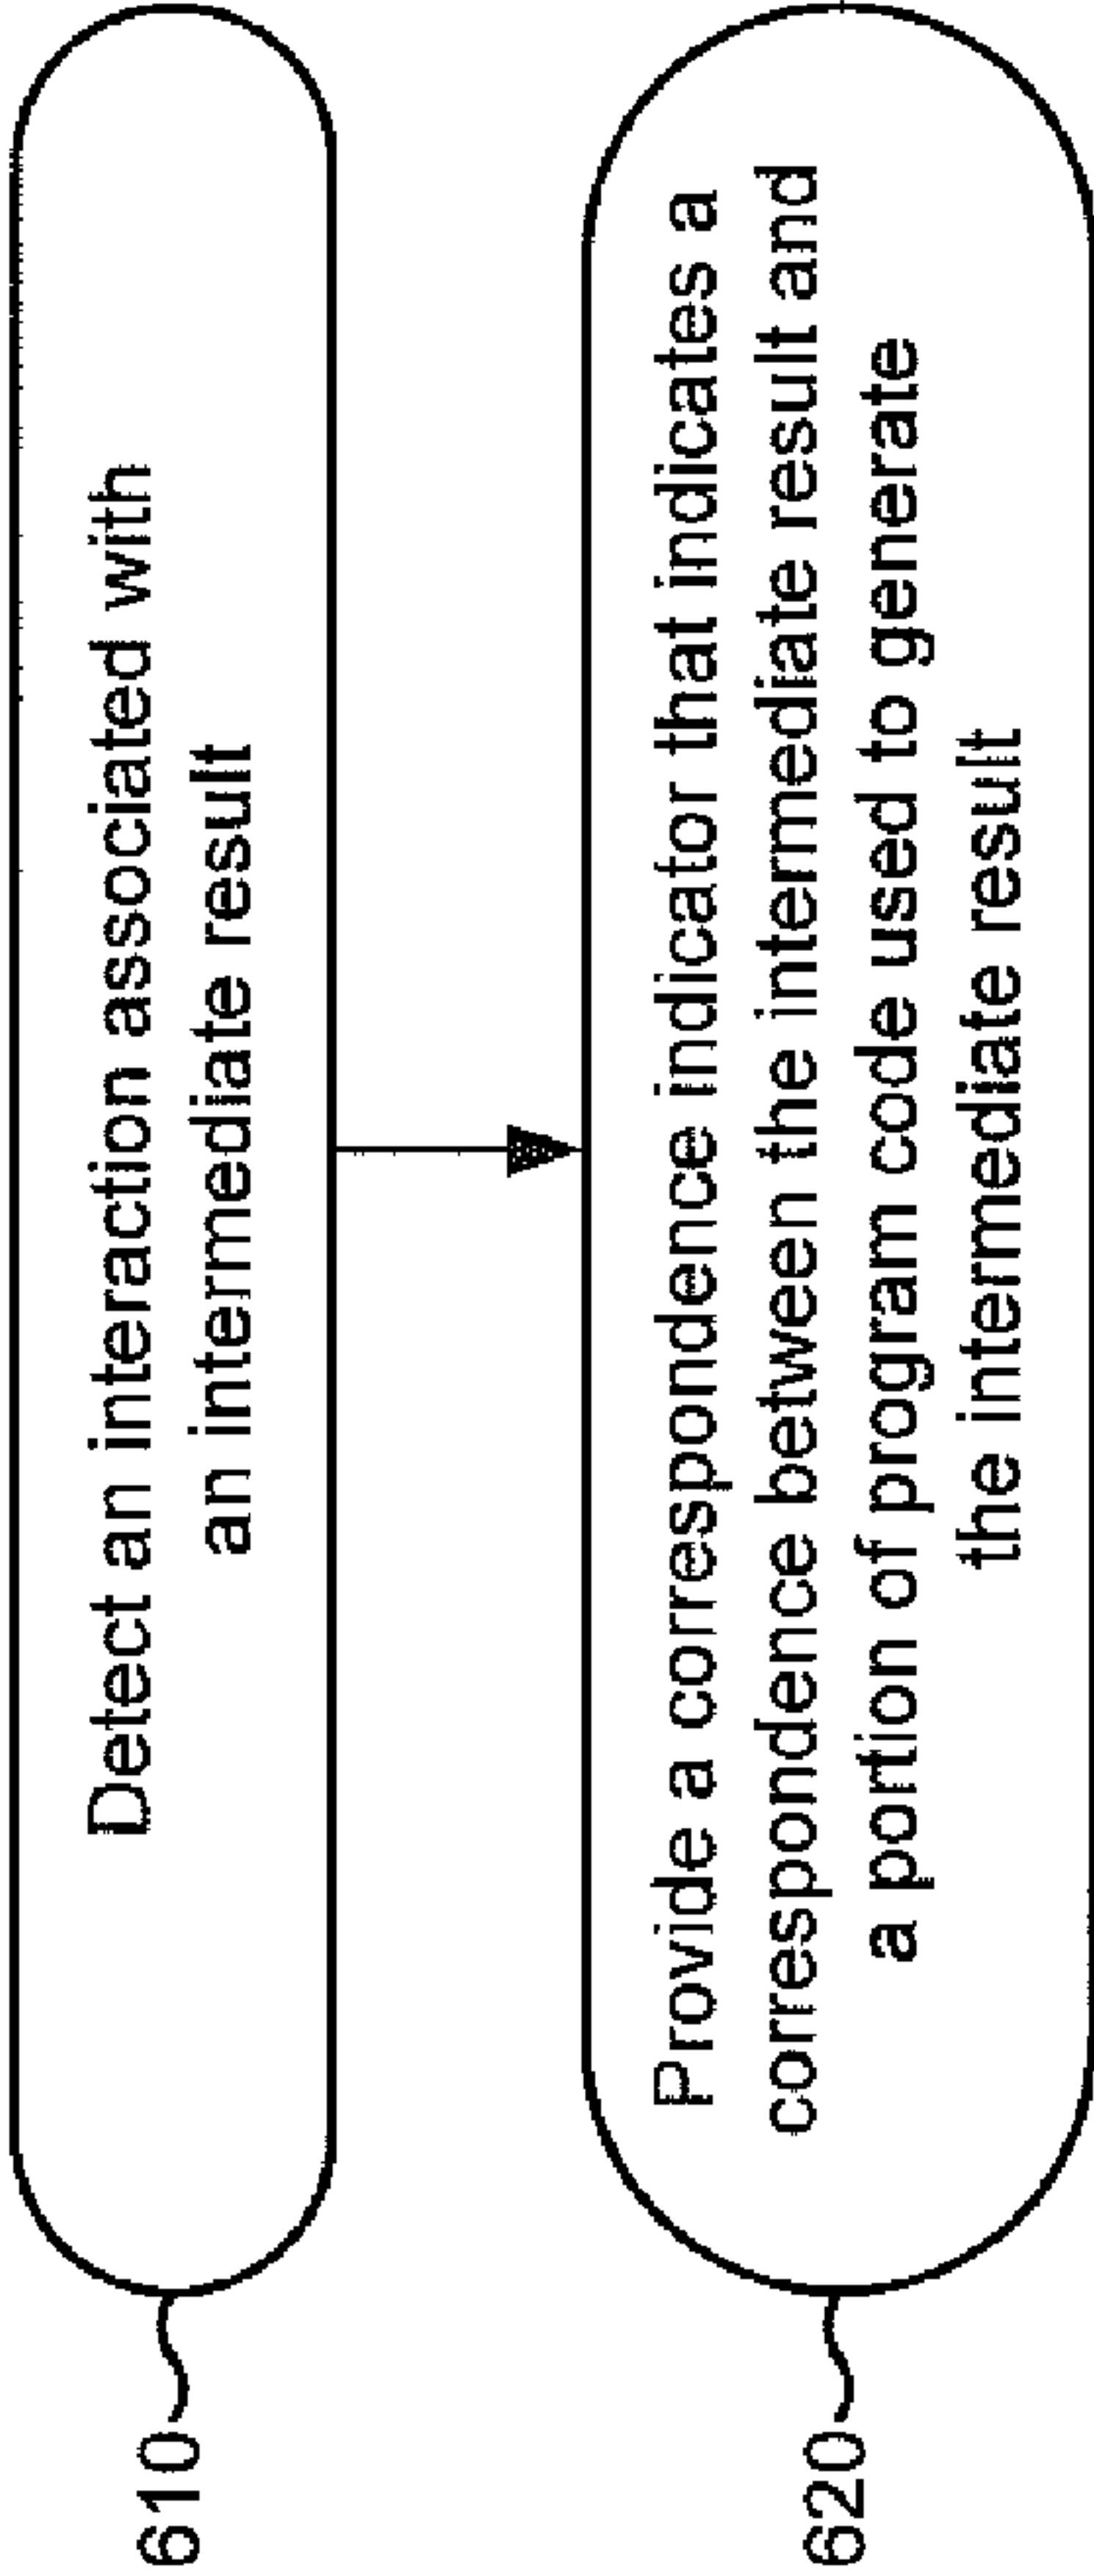 610
Detect an interaction associated with
an intermediate result
620
Provide a correspondence indicator that indicates a
correspondence between the intermediate result and
a portion of program code used to generate
the intermediate result